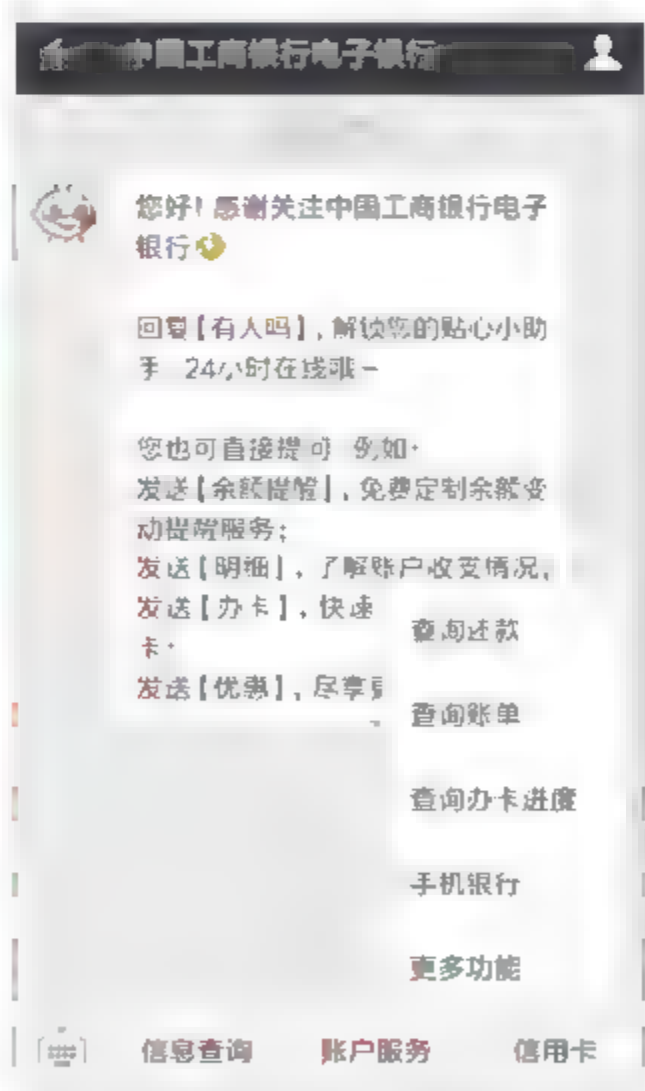 中国工商银行电子银行
您好！感谢关注中国工商银行电子
银行
回复【有人吗】，解锁您的贴心小助
手 24小时在线哦~
您也可直接提问 例如：
发送【余额提醒】，免费定制余额变
动提醒服务；
发送【明细】，了解账户收支情况，
发送【办卡】，快速
卡；
发送【优惠】，尽享更
查询还款
查询账单
查询办卡进度
手机银行
更多功能
信息查询 账户服务 信用卡